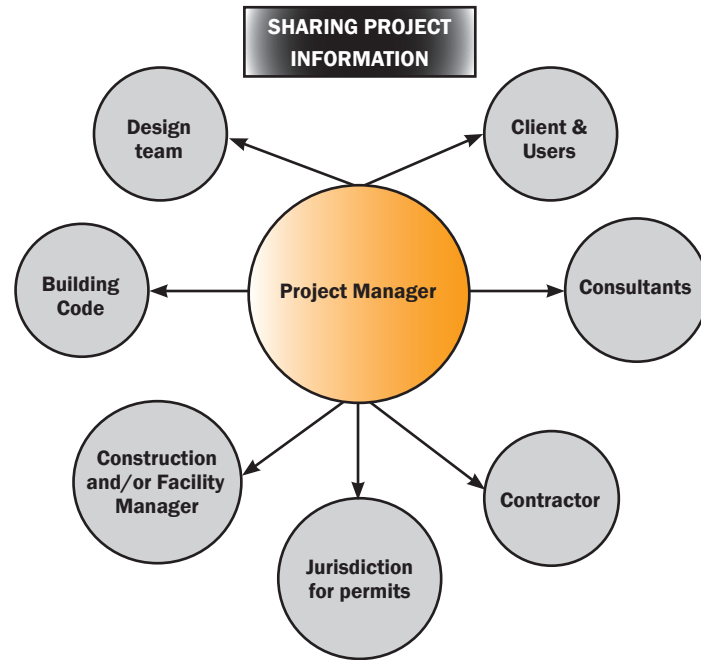 SHARING PROJECT
INFORMATION
Design
team
Client &
Users
Building
Code
Project Manager
Consultants
Construction
and/or Facility
Manager
Contractor
Jurisdiction
for permits